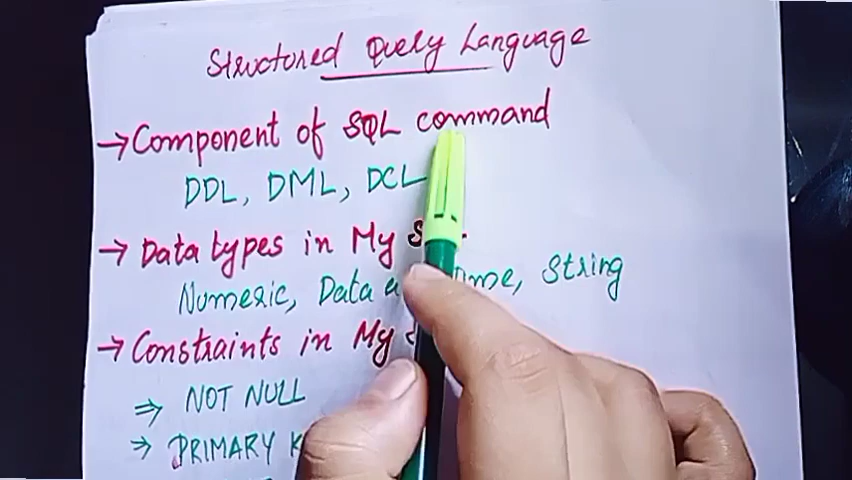 Structured Query Language
→ Component of SQL command
DDL, DML, DCL
→ Data types in My S
Numeric, Data a ime, String
→ Constraints in My
⇒ NOT NULL
⇒ PRIMARY K